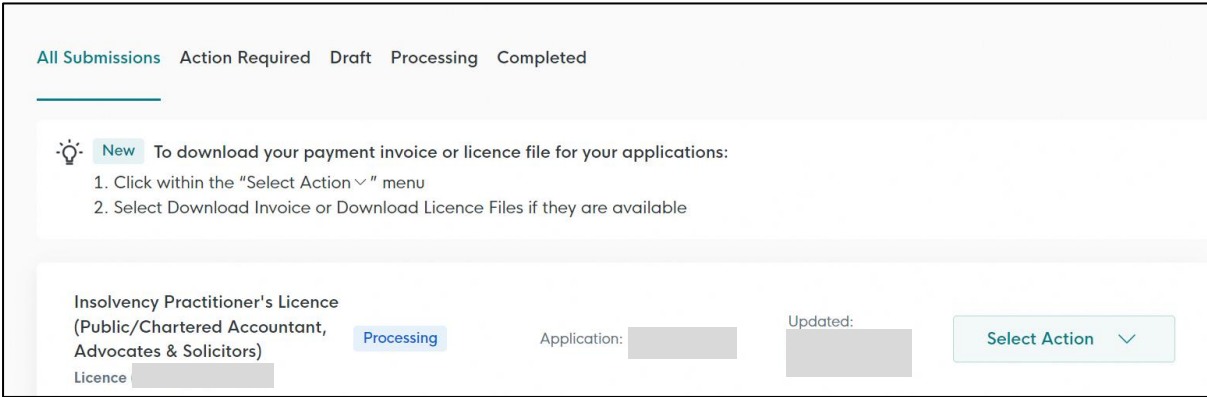 All Submissions Action Required Draft Processing Completed
New To download your payment invoice or licence file for your applications:
1. Click within the “Select Action” menu
2. Select Download Invoice or Download Licence Files if they are available
Insolvency Practitioner's Licence
(Public/Chartered Accountant,
Advocates & Solicitors)
Licence
Processing
Application:
Updated:
Select Action